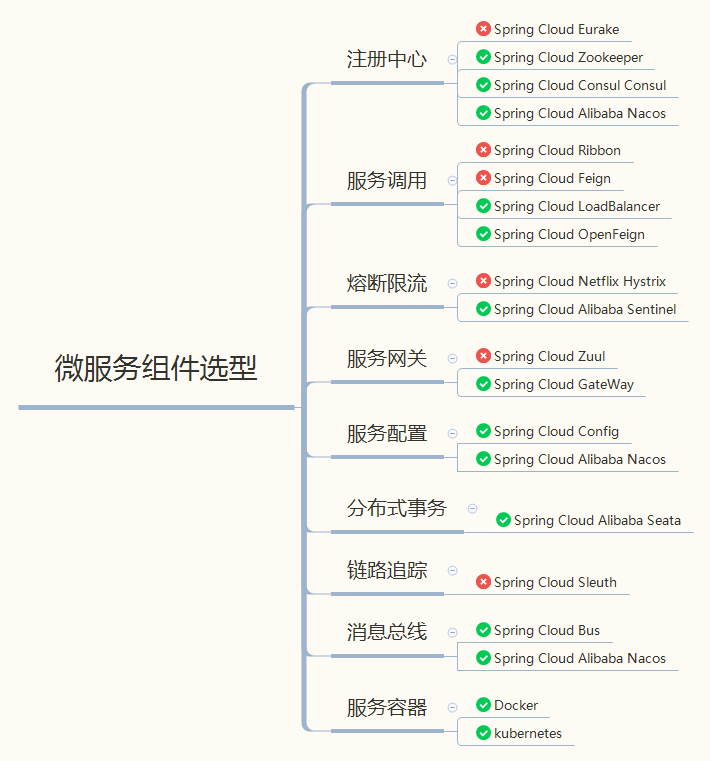 微服务组件选型
注册中心
Spring Cloud Eurake
Spring Cloud Zookeeper
Spring Cloud Consul Consul
Spring Cloud Alibaba Nacos
服务调用
Spring Cloud Ribbon
Spring Cloud Feign
Spring Cloud LoadBalancer
Spring Cloud OpenFeign
熔断限流
Spring Cloud Netflix Hystrix
Spring Cloud Alibaba Sentinel
服务网关
Spring Cloud Zuul
Spring Cloud GateWay
服务配置
Spring Cloud Config
Spring Cloud Alibaba Nacos
分布式事务
Spring Cloud Alibaba Seata
链路追踪
Spring Cloud Sleuth
消息总线
Spring Cloud Bus
Spring Cloud Alibaba Nacos
服务容器
Docker
kubernetes